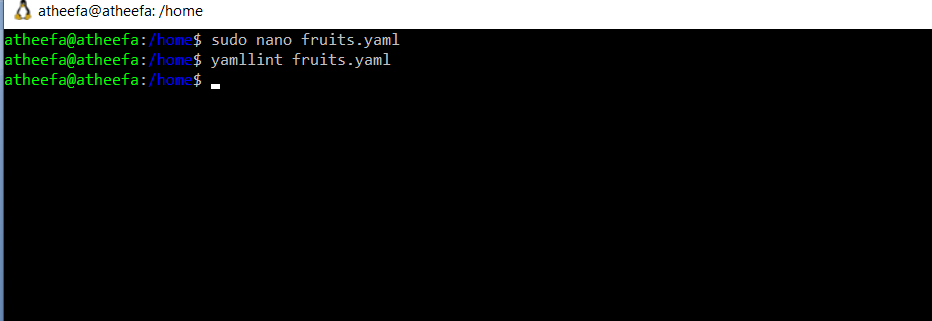 atheefa@atheefa: /home
atheefa@atheefa:/home$ sudo nano fruits.yaml
atheefa@atheefa:/home$ yamllint fruits.yaml
atheefa@atheefa:/home$